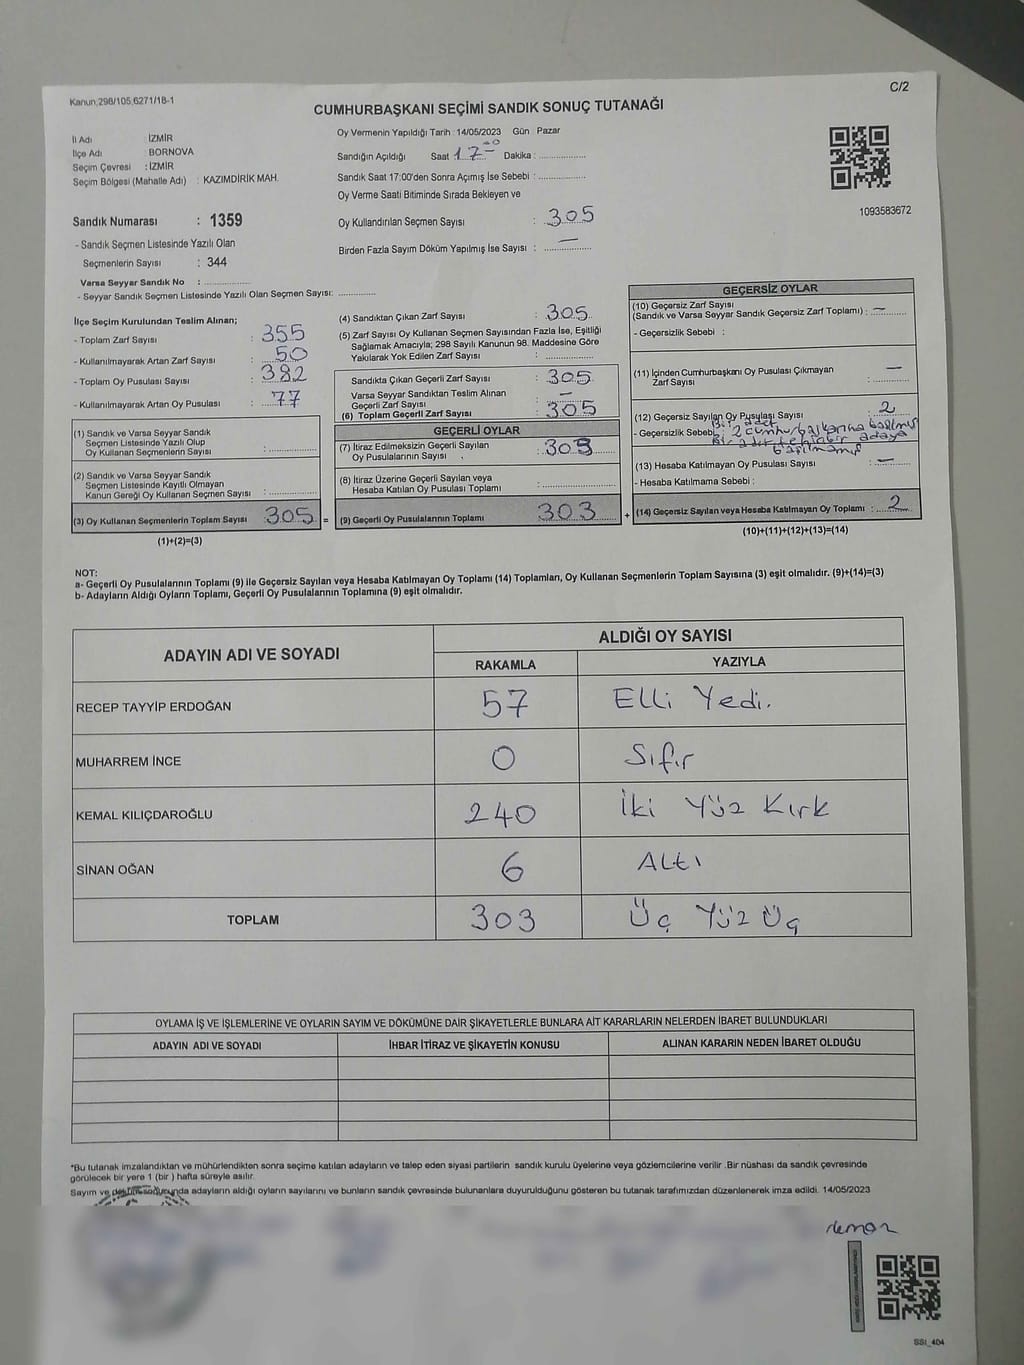 Kanun,298/105,6271/18-1
C/2
CUMHURBAŞKANI SEÇİMİ SANDIK SONUÇ TUTANAĞI
İl Adı : İZMİR
İlçe Adı : BORNOVA
Seçim Çevresi : İZMİR
Seçim Bölgesi (Mahalle Adı) : KAZIMDİRİK MAH.
Sandık Numarası : 1359
- Sandık Seçmen Listesinde Yazılı Olan
Seçmenlerin Sayısı : 344
Varsa Seyyar Sandık No : ..................
- Seyyar Sandık Seçmen Listesinde Yazılı Olan Seçmen Sayısı: ..............
Oy Vermenin Yapıldığı Tarih : 14/05/2023 Gün Pazar
Sandığın Açıldığı Saat 17 00 Dakika : ..................
Sandık Saat 17:00'den Sonra Açımış İse Sebebi : ..................
Oy Verme Saati Bitiminde Sırada Bekleyen ve
Oy Kullandırılan Seçmen Sayısı : 305
Birden Fazla Sayım Döküm Yapılmış İse Sayısı : —
1093583672
İlçe Seçim Kurulundan Teslim Alınan;
- Toplam Zarf Sayısı : 355
- Kullanılmayarak Artan Zarf Sayısı : 50
- Toplam Oy Pusulası Sayısı : 382
- Kullanılmayarak Artan Oy Pusulası : 77
(1) Sandık ve Varsa Seyyar Sandık
Seçmen Listesinde Yazılı Olup
Oy Kullanan Seçmenlerin Sayısı : ..................
(2) Sandık ve Varsa Seyyar Sandık
Seçmen Listesinde Kayıtlı Olmayan
Kanun Gereği Oy Kullanan Seçmen Sayısı : ..................
(3) Oy Kullanan Seçmenlerin Toplam Sayısı : 305 =
(1)+(2)=(3)
(4) Sandıktan Çıkan Zarf Sayısı : 305
(5) Zarf Sayısı Oy Kullanan Seçmen Sayısından Fazla İse, Eşitliği
Sağlamak Amacıyla; 298 Sayılı Kanunun 98. Maddesine Göre
Yakılarak Yok Edilen Zarf Sayısı : ..................
Sandıkta Çıkan Geçerli Zarf Sayısı : 305
Varsa Seyyar Sandıktan Teslim Alınan
Geçerli Zarf Sayısı : —
(6) Toplam Geçerli Zarf Sayısı : 305
GEÇERLİ OYLAR
(7) İtiraz Edilmeksizin Geçerli Sayılan
Oy Pusulalarının Sayısı : 303
(8) İtiraz Üzerine Geçerli Sayılan veya
Hesaba Katılan Oy Pusulası Toplamı : ..................
(9) Geçerli Oy Pusulalarının Toplamı : 303 +
GEÇERSİZ OYLAR
(10) Geçersiz Zarf Sayısı
(Sandık ve Varsa Seyyar Sandık Geçersiz Zarf Toplamı) : —
- Geçersizlik Sebebi :
(11) İçinden Cumhurbaşkanı Oy Pusulası Çıkmayan
Zarf Sayısı : —
(12) Geçersiz Sayılan Oy Pusulası Sayısı : 2
Bir adet
- Geçersizlik Sebebi : 2 cumhurbaşkanına basılmış
Bir adet hehirbir adaya
basılmamış
(13) Hesaba Katılmayan Oy Pusulası Sayısı : —
- Hesaba Katılmama Sebebi :
(14) Geçersiz Sayılan veya Hesaba Katılmayan Oy Toplamı : 2
(10)+(11)+(12)+(13)=(14)
NOT:
a- Geçerli Oy Pusulalarının Toplamı (9) ile Geçersiz Sayılan veya Hesaba Katılmayan Oy Toplamı (14) Toplamları, Oy Kullanan Seçmenlerin Toplam Sayısına (3) eşit olmalıdır. (9)+(14)=(3)
b- Adayların Aldığı Oyların Toplamı, Geçerli Oy Pusulalarının Toplamına (9) eşit olmalıdır.
ADAYIN ADI VE SOYADI ALDIĞI OY SAYISI
RAKAMLA YAZIYLA
RECEP TAYYİP ERDOĞAN 57 Elli Yedi.
MUHARREM İNCE 0 Sıfır
KEMAL KILIÇDAROĞLU 240 İki Yüz Kırk
SİNAN OĞAN 6 Altı
TOPLAM 303 Üç Yüz Üç
OYLAMA İŞ VE İŞLEMLERİNE VE OYLARIN SAYIM VE DÖKÜMÜNE DAİR ŞİKAYETLERLE BUNLARA AİT KARARLARIN NELERDEN İBARET BULUNDUKLARI
ADAYIN ADI VE SOYADI İHBAR İTİRAZ VE ŞİKAYETİN KONUSU ALINAN KARARIN NEDEN İBARET OLDUĞU
*Bu tutanak imzalandıktan ve mühürlendikten sonra seçime katılan adayların ve talep eden siyasi partilerin sandık kurulu üyelerine veya gözlemcilerine verilir .Bir nüshası da sandık çevresinde
görülecek bir yere 1 (bir ) hafta süreyle asılır.
Sayım ve sonucunda adayların aldığı oyların sayılarını ve bunların sandık çevresinde bulunanlara duyurulduğunu gösteren bu tutanak tarafımızdan düzenlenerek imza edildi. 14/05/2023
SSI_404